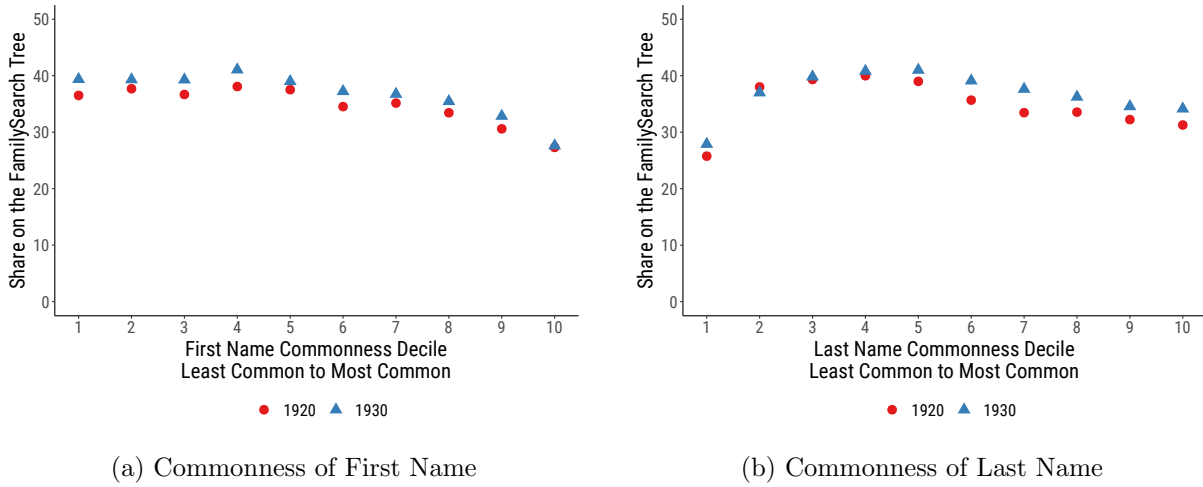 Share on the FamilySearch Tree
50
40
30
20
10
0
1 2 3 4 5 6 7 8 9 10
First Name Commonness Decile
Least Common to Most Common
1920 1930
(a) Commonness of First Name
Share on the FamilySearch Tree
50
40
30
20
10
0
1 2 3 4 5 6 7 8 9 10
Last Name Commonness Decile
Least Common to Most Common
1920 1930
(b) Commonness of Last Name